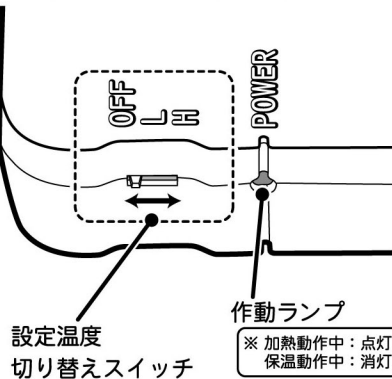 OFF
L
H
POWER
設定温度
切り替えスイッチ
作動ランプ
※ 加熱動作中：点灯
保温動作中：消灯